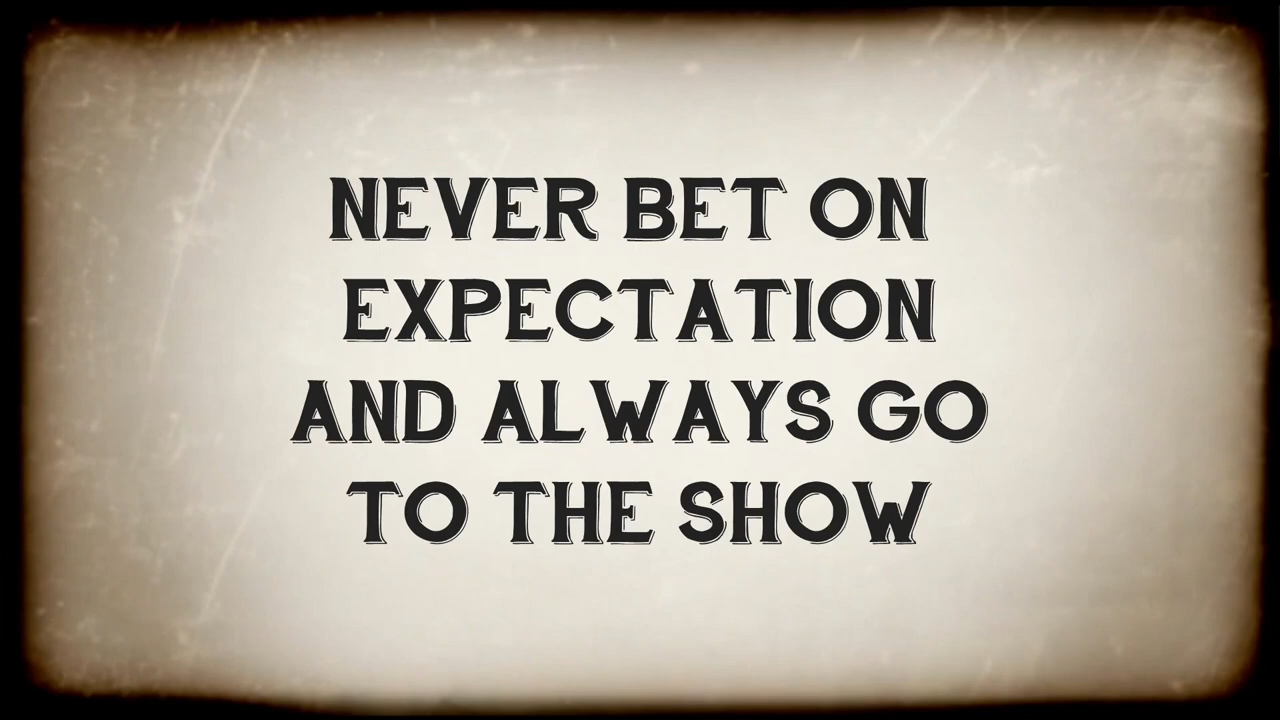 NEVER BET ON
EXPECTATION
AND ALWAYS GO
TO THE SHOW